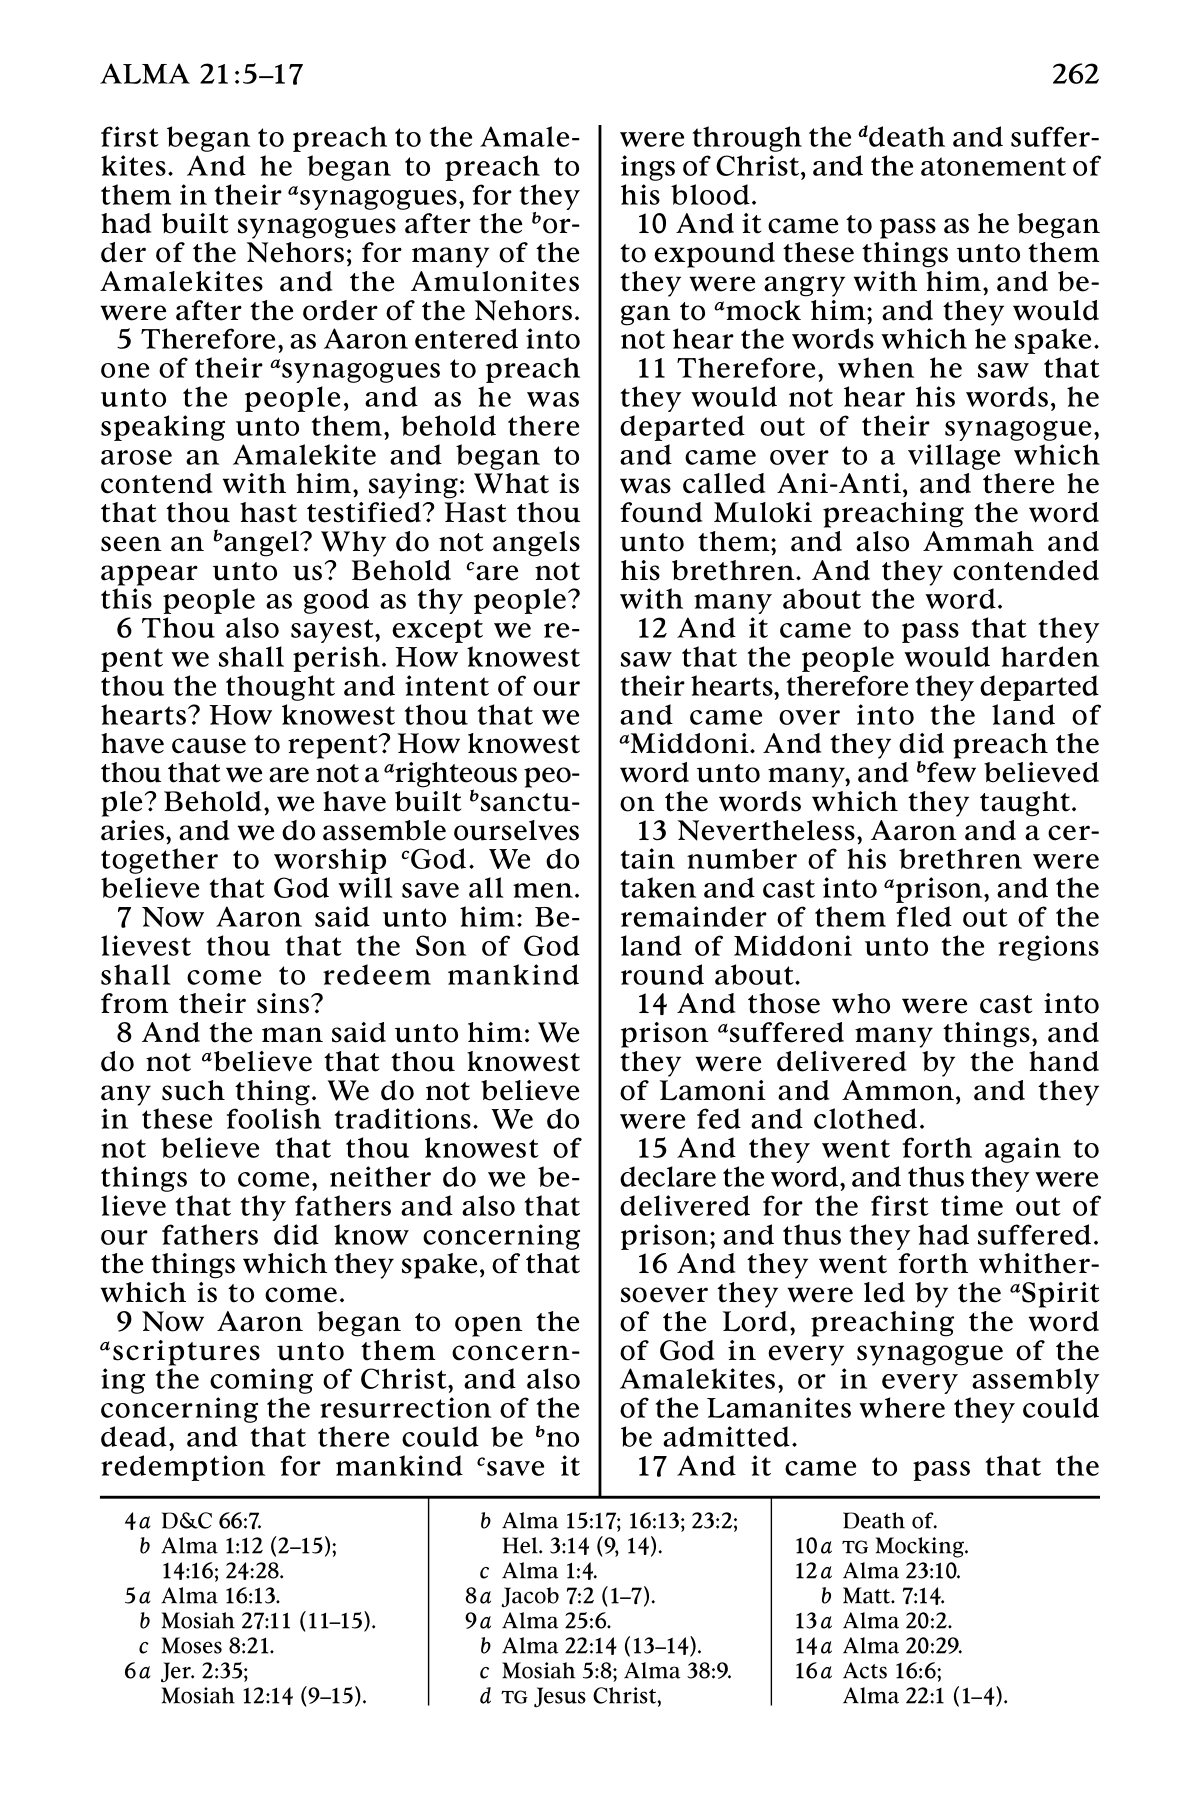 ALMA 21:5–17
262
first began to preach to the Amale-
kites. And he began to preach to
them in their a synagogues, for they
had built synagogues after the b or-
der of the Nehors; for many of the
Amalekites and the Amulonites
were after the order of the Nehors.
5 Therefore, as Aaron entered into
one of their a synagogues to preach
unto the people, and as he was
speaking unto them, behold there
arose an Amalekite and began to
contend with him, saying: What is
that thou hast testified? Hast thou
seen an b angel? Why do not angels
appear unto us? Behold c are not
this people as good as thy people?
6 Thou also sayest, except we re-
pent we shall perish. How knowest
thou the thought and intent of our
hearts? How knowest thou that we
have cause to repent? How knowest
thou that we are not a a righteous peo-
ple? Behold, we have built b sanctu-
aries, and we do assemble ourselves
together to worship c God. We do
believe that God will save all men.
7 Now Aaron said unto him: Be-
lievest thou that the Son of God
shall come to redeem mankind
from their sins?
8 And the man said unto him: We
do not a believe that thou knowest
any such thing. We do not believe
in these foolish traditions. We do
not believe that thou knowest of
things to come, neither do we be-
lieve that thy fathers and also that
our fathers did know concerning
the things which they spake, of that
which is to come.
9 Now Aaron began to open the
a scriptures unto them concern-
ing the coming of Christ, and also
concerning the resurrection of the
dead, and that there could be b no
redemption for mankind c save it
were through the d death and suffer-
ings of Christ, and the atonement of
his blood.
10 And it came to pass as he began
to expound these things unto them
they were angry with him, and be-
gan to a mock him; and they would
not hear the words which he spake.
11 Therefore, when he saw that
they would not hear his words, he
departed out of their synagogue,
and came over to a village which
was called Ani-Anti, and there he
found Muloki preaching the word
unto them; and also Ammah and
his brethren. And they contended
with many about the word.
12 And it came to pass that they
saw that the people would harden
their hearts, therefore they departed
and came over into the land of
a Middoni. And they did preach the
word unto many, and b few believed
on the words which they taught.
13 Nevertheless, Aaron and a cer-
tain number of his brethren were
taken and cast into a prison, and the
remainder of them fled out of the
land of Middoni unto the regions
round about.
14 And those who were cast into
prison a suffered many things, and
they were delivered by the hand
of Lamoni and Ammon, and they
were fed and clothed.
15 And they went forth again to
declare the word, and thus they were
delivered for the first time out of
prison; and thus they had suffered.
16 And they went forth whither-
soever they were led by the a Spirit
of the Lord, preaching the word
of God in every synagogue of the
Amalekites, or in every assembly
of the Lamanites where they could
be admitted.
17 And it came to pass that the
4a D&C 66:7.
b Alma 1:12 (2–15);
14:16; 24:28.
5a Alma 16:13.
b Mosiah 27:11 (11–15).
c Moses 8:21.
6a Jer. 2:35;
Mosiah 12:14 (9–15).
b Alma 15:17; 16:13; 23:2;
Hel. 3:14 (9, 14).
c Alma 1:4.
8a Jacob 7:2 (1–7).
9a Alma 25:6.
b Alma 22:14 (13–14).
c Mosiah 5:8; Alma 38:9.
d TG Jesus Christ,
Death of.
10a TG Mocking.
12a Alma 23:10.
b Matt. 7:14.
13a Alma 20:2.
14a Alma 20:29.
16a Acts 16:6;
Alma 22:1 (1–4).